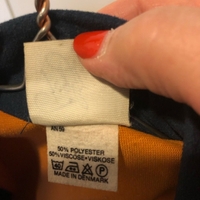 50% POLYESTER
50% VISCOSE•VISKOSE
MADE IN DENMARK